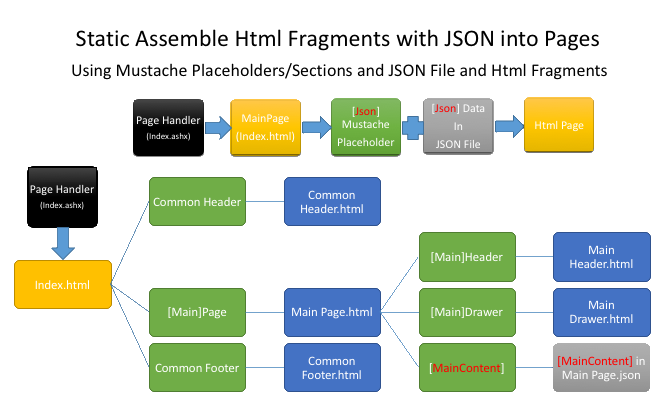 Static Assemble Html Fragments with JSON into Pages
Using Mustache Placeholders/Sections and JSON File and Html Fragments
Page Handler
(Index.ashx)
MainPage
(Index.html)
[Json]
Mustache
Placeholder
[Json] Data
In
JSON File
Html Page
Page Handler
(Index.ashx)
Index.html
Common Header
Common
Header.html
[Main]Page
Main Page.html
Common Footer
Common
Footer.html
[Main]Header
Main
Header.html
[Main]Drawer
Main
Drawer.html
[MainContent]
[MainContent] in
Main Page.json